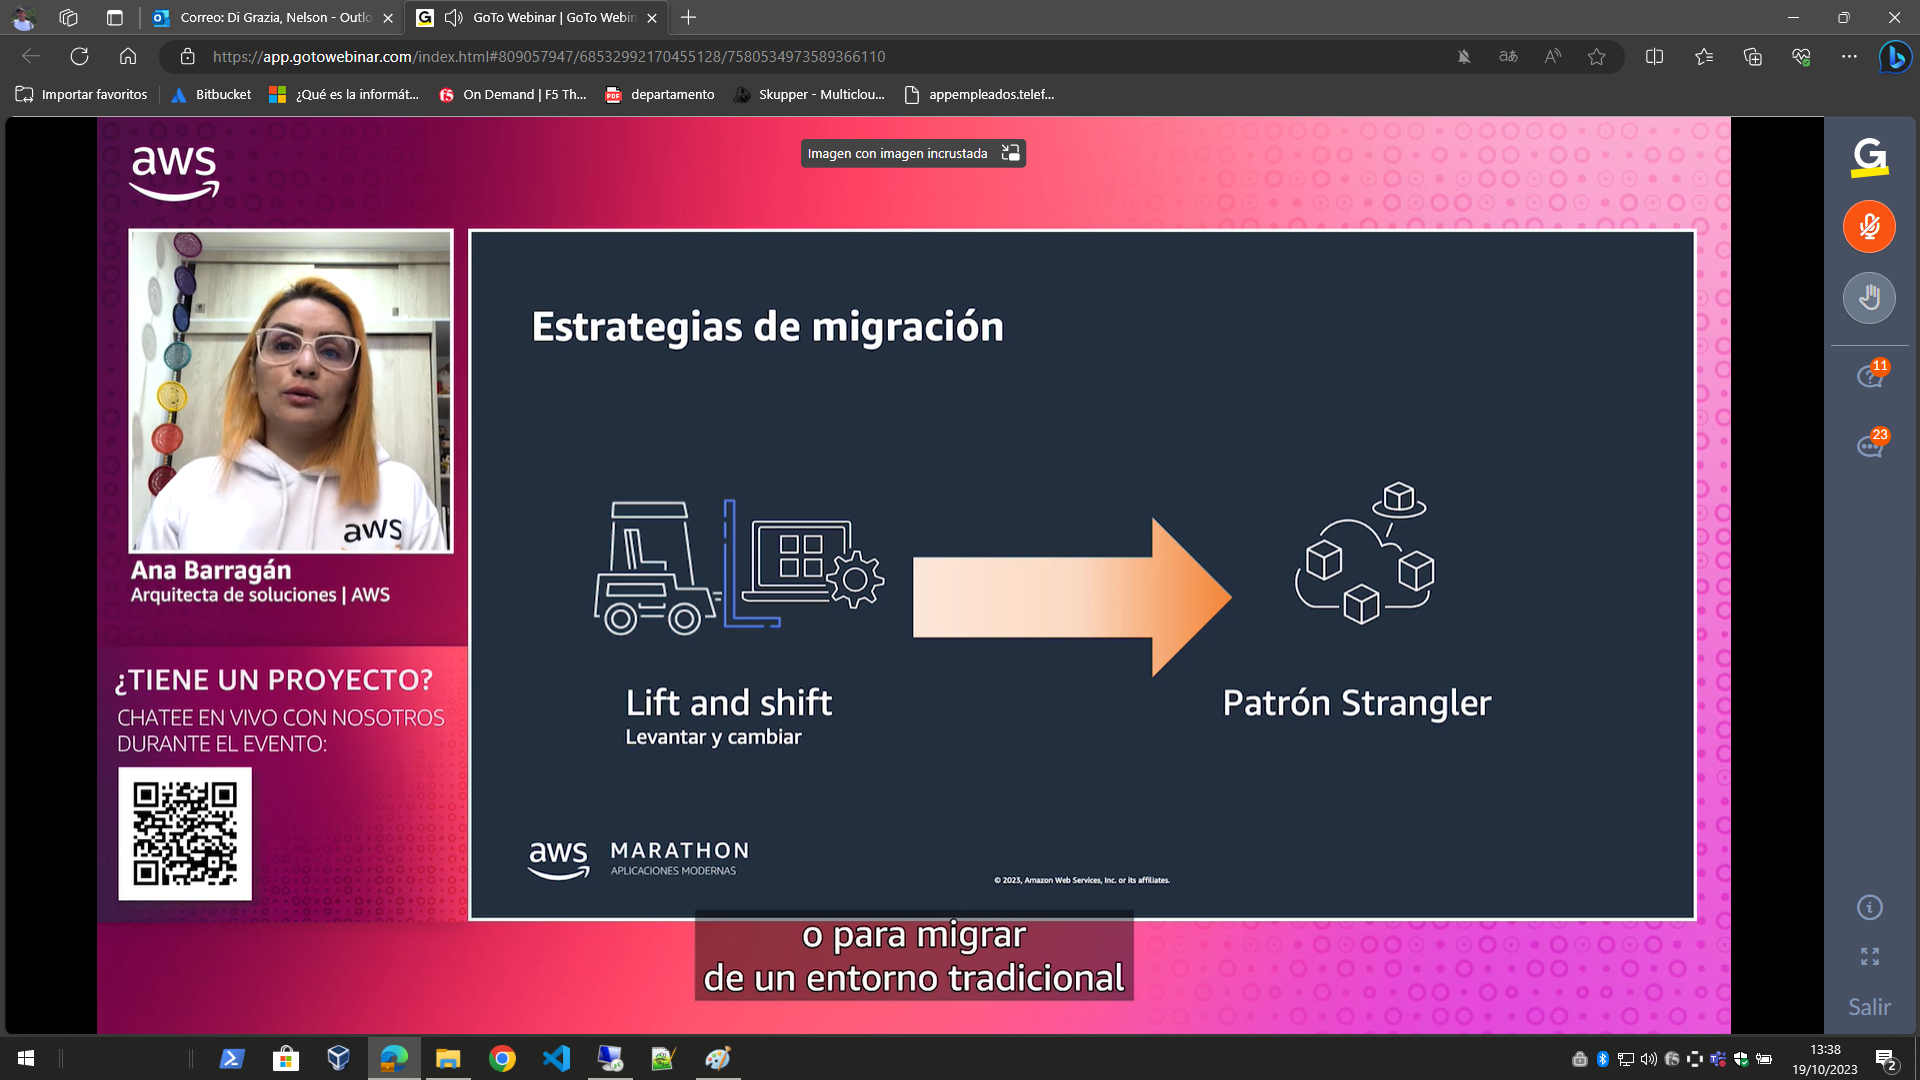 Correo: Di Grazia, Nelson - Outlo
GoTo Webinar | GoTo Webin
https://app.gotowebinar.com/index.html#809057947/68532992170455128/7580534973589366110
Importar favoritos
Bitbucket
¿Qué es la informát...
On Demand | F5 Th...
departamento
Skupper - Multiclou...
appempleados.telef...
aws
Imagen con imagen incrustada
G
aws
Ana Barragán
Arquitecta de soluciones | AWS
¿TIENE UN PROYECTO?
CHATEE EN VIVO CON NOSOTROS
DURANTE EL EVENTO:
Estrategias de migración
Lift and shift
Levantar y cambiar
Patrón Strangler
aws
MARATHON
APLICACIONES MODERNAS
© 2023, Amazon Web Services, Inc. or its affiliates.
o para migrar
de un entorno tradicional
11
23
Salir
13:38
19/10/2023
2